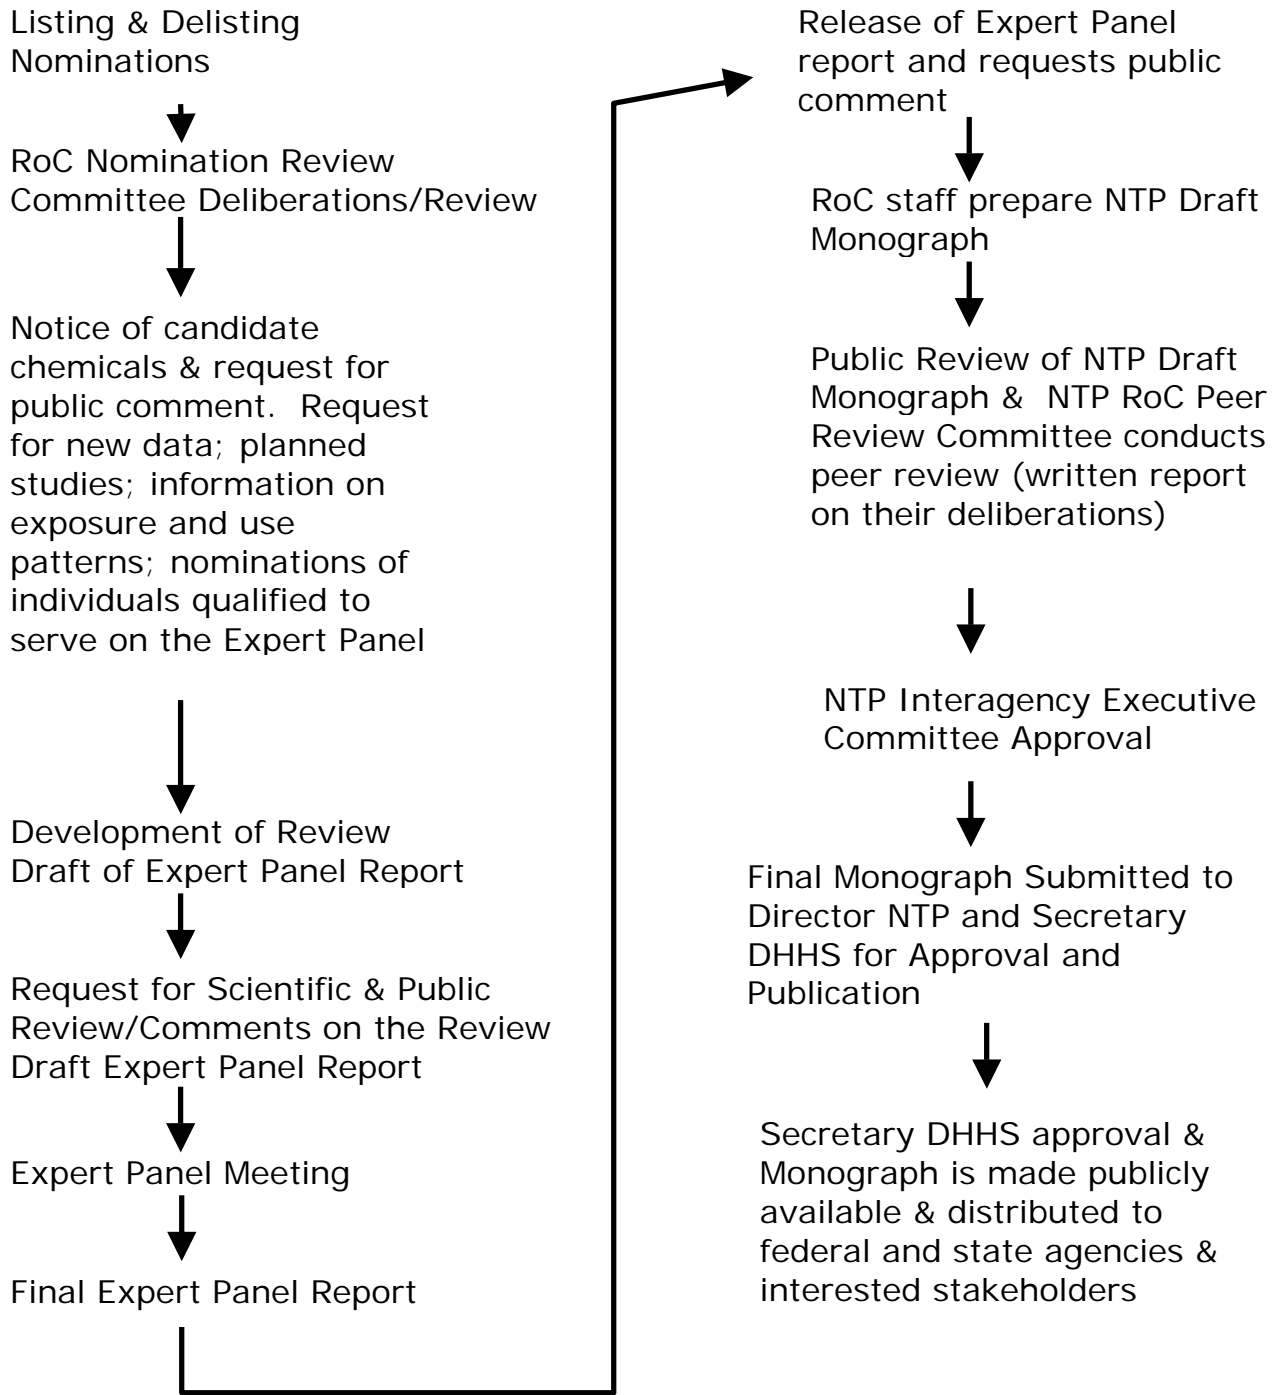 Listing & Delisting
Nominations
RoC Nomination Review
Committee Deliberations/Review
Notice of candidate
chemicals & request for
public comment.  Request
for new data; planned
studies; information on
exposure and use
patterns; nominations of
individuals qualified to
serve on the Expert Panel
Development of Review
Draft of Expert Panel Report
Request for Scientific & Public
Review/Comments on the Review
Draft Expert Panel Report
Expert Panel Meeting
Final Expert Panel Report
Release of Expert Panel
report and requests public
comment
RoC staff prepare NTP Draft
Monograph
Public Review of NTP Draft
Monograph &  NTP RoC Peer
Review Committee conducts
peer review (written report
on their deliberations)
NTP Interagency Executive
Committee Approval
Final Monograph Submitted to
Director NTP and Secretary
DHHS for Approval and
Publication
Secretary DHHS approval &
Monograph is made publicly
available & distributed to
federal and state agencies &
interested stakeholders